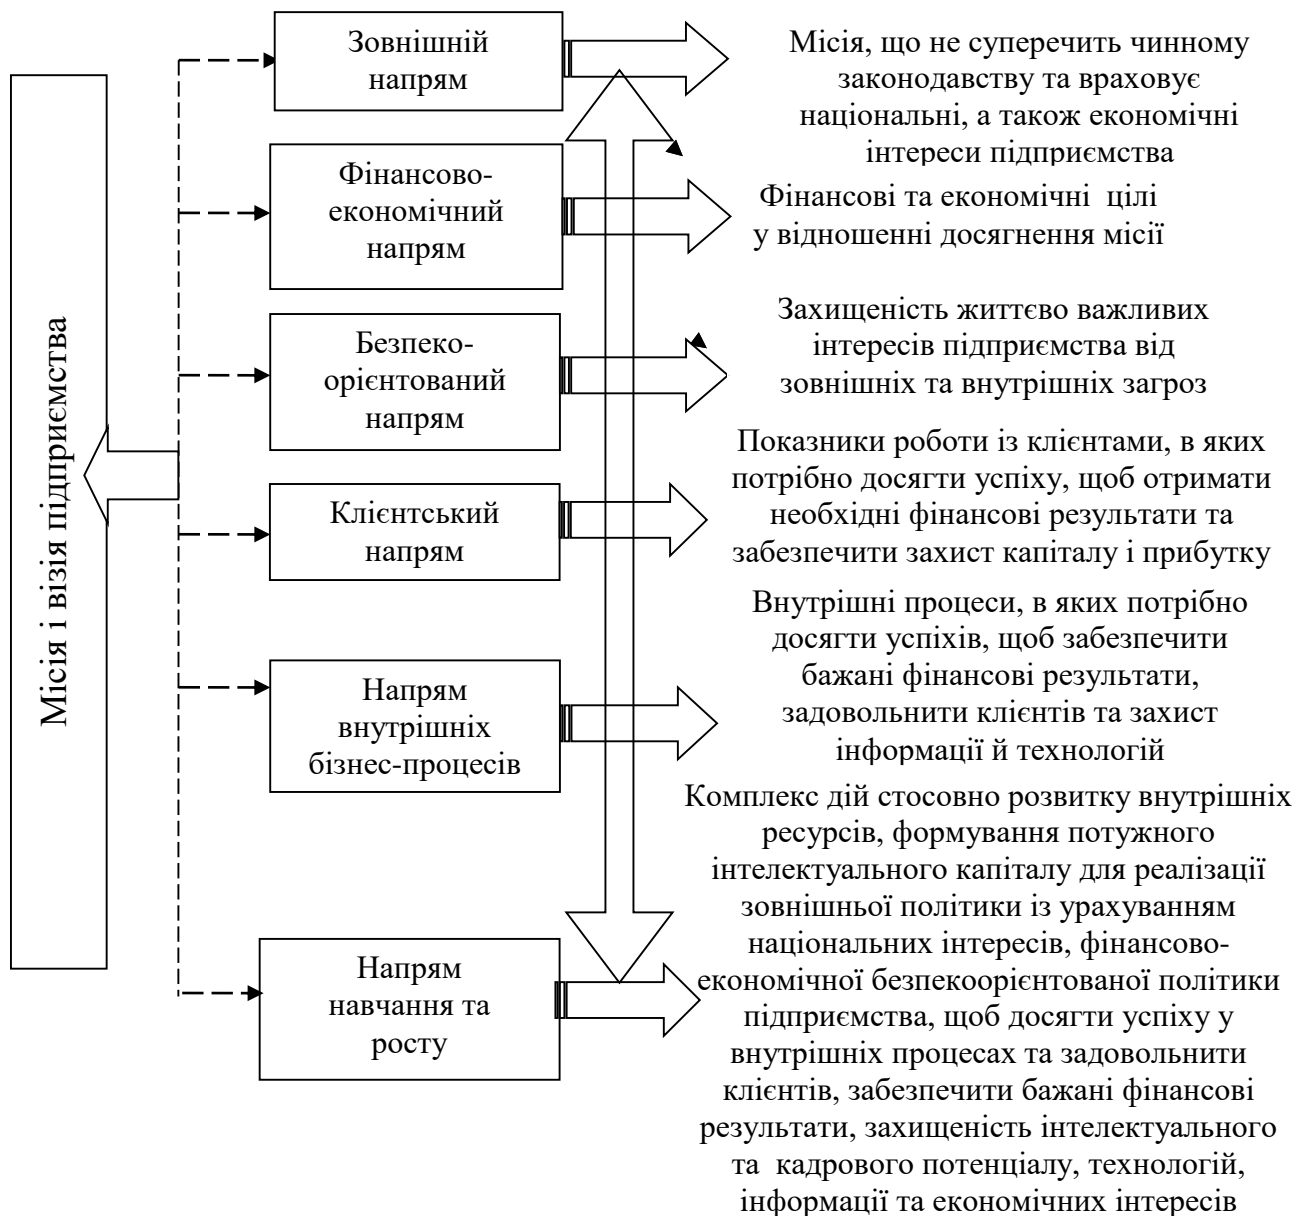 Місія і візія підприємства
Зовнішній
напрям
Місія, що не суперечить чинному
законодавству та враховує
національні, а також економічні
інтереси підприємства
Фінансово-
економічний
напрям
Фінансові та економічні цілі
у відношенні досягнення місії
Безпеко-
орієнтований
напрям
Захищеність життєво важливих
інтересів підприємства від
зовнішніх та внутрішніх загроз
Клієнтський
напрям
Показники роботи із клієнтами, в яких
потрібно досягти успіху, щоб отримати
необхідні фінансові результати та
забезпечити захист капіталу і прибутку
Напрям
внутрішніх
бізнес-процесів
Внутрішні процеси, в яких потрібно
досягти успіхів, щоб забезпечити
бажані фінансові результати,
задовольнити клієнтів та захист
інформації й технологій
Напрям
навчання та
росту
Комплекс дій стосовно розвитку внутрішніх
ресурсів, формування потужного
інтелектуального капіталу для реалізації
зовнішньої політики із урахуванням
національних інтересів, фінансово-
економічної безпекоорієнтованої політики
підприємства, щоб досягти успіху у
внутрішніх процесах та задовольнити
клієнтів, забезпечити бажані фінансові
результати, захищеність інтелектуального
та кадрового потенціалу, технологій,
інформації та економічних інтересів